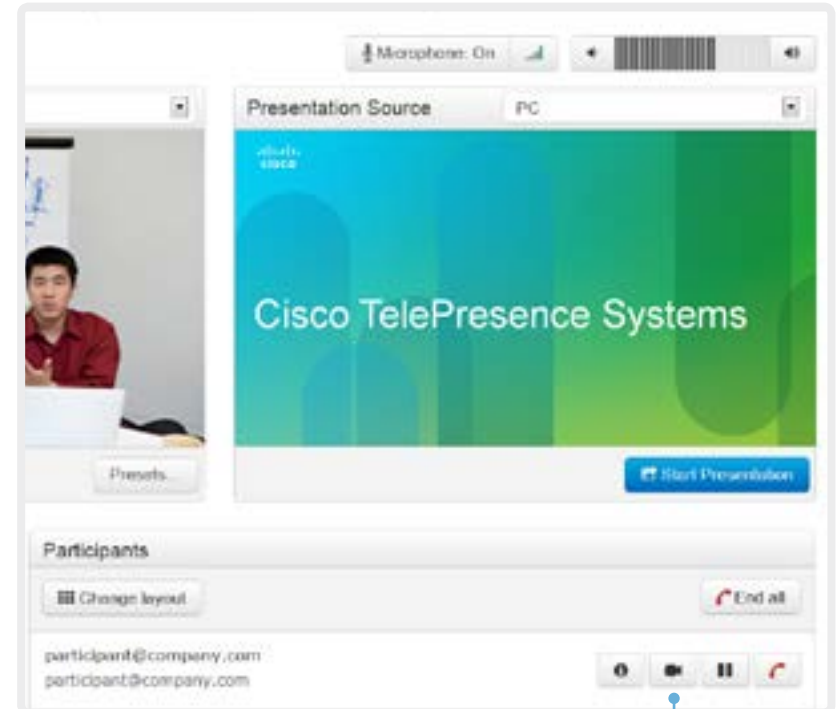 Microphone: On
Presentation Source PC
cisco
Cisco TelePresence Systems
Presets...
Start Presentation
Participants
Change layout
End all
participant@company.com
participant@company.com